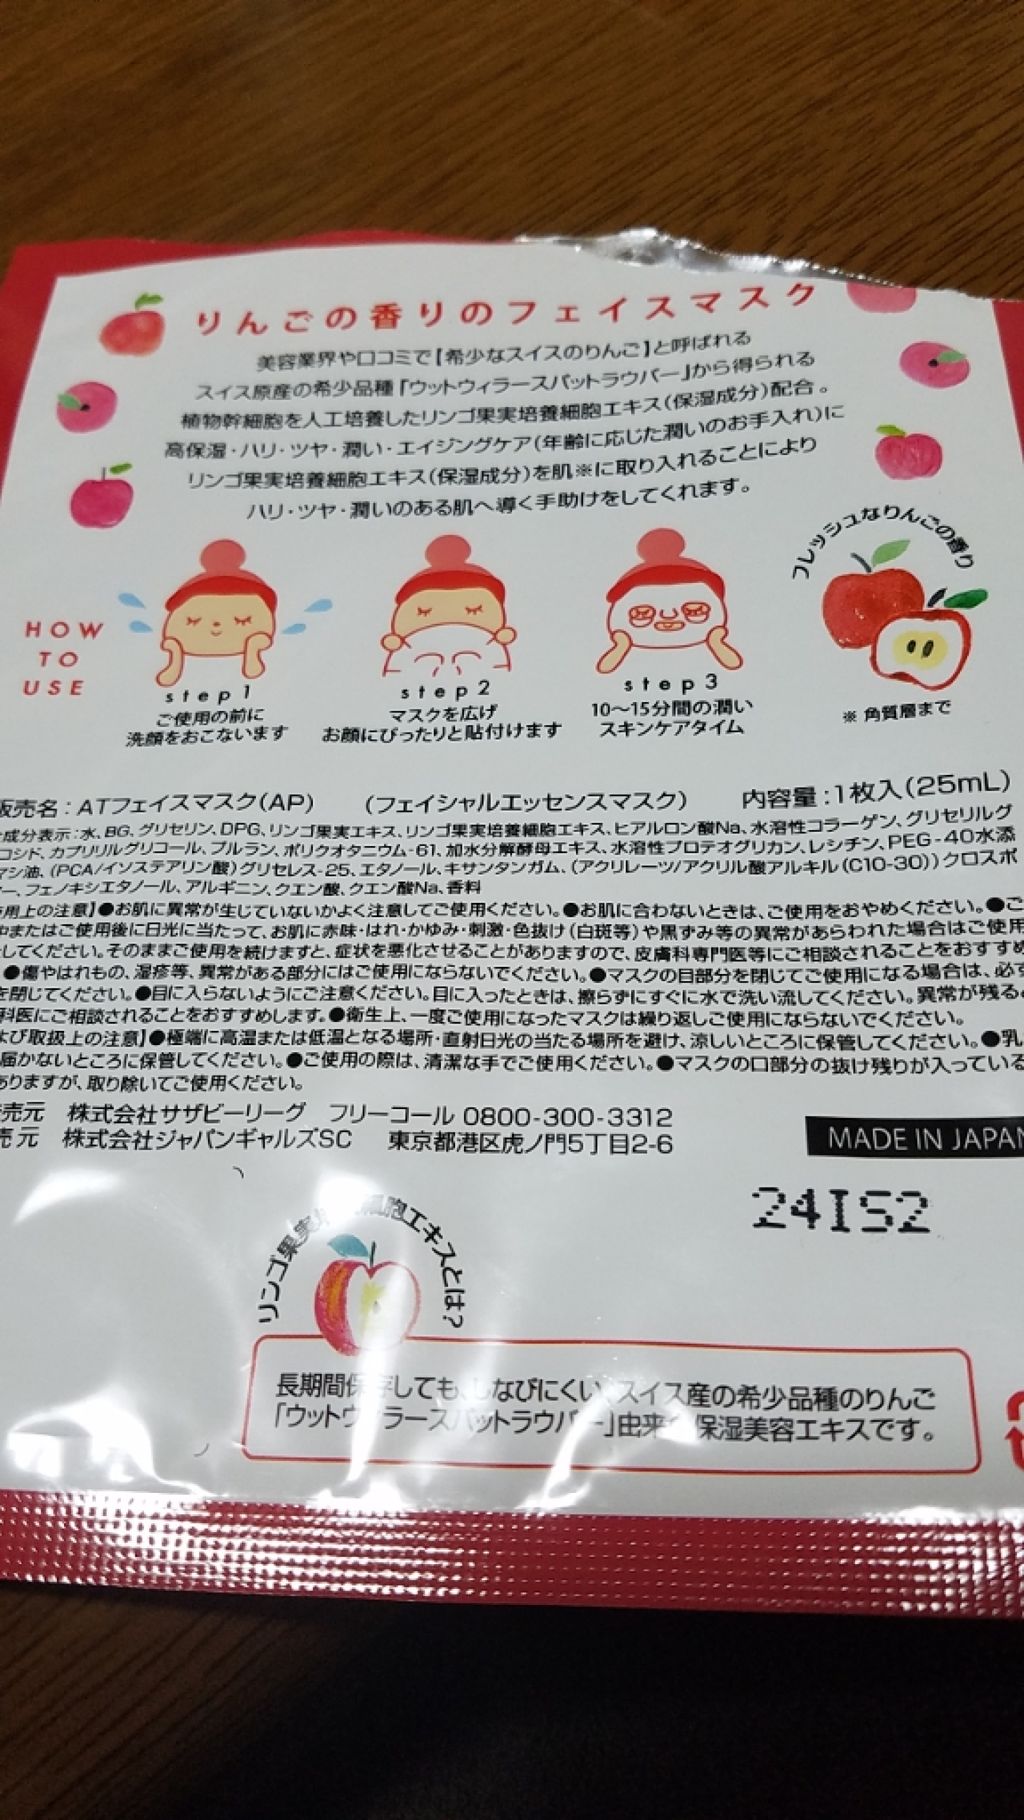 りんごの香りのフェイスマスク
美容業界や口コミで【希少なスイスのりんご】と呼ばれる
スイス原産の希少品種「ウットウィラースパットラウバー」から得られる
植物幹細胞を人工培養したリンゴ果実培養細胞エキス(保湿成分)配合。
高保湿・ハリ・ツヤ・潤い・エイジングケア(年齢に応じた潤いのお手入れ)に
リンゴ果実培養細胞エキス(保湿成分)を肌※に取り入れることにより
ハリ・ツヤ・潤いのある肌へ導く手助けをしてくれます。
フレッシュなりんごの香り
※ 角質層まで
HOW
TO
USE
step1
ご使用の前に
洗顔をおこないます
step2
マスクを広げ
お顔にぴったりと貼付けます
step3
10〜15分間の潤い
スキンケアタイム
販売名:ATフェイスマスク(AP) (フェイシャルエッセンスマスク) 内容量:1枚入(25mL)
成分表示:水、BG、グリセリン、DPG、リンゴ果実エキス、リンゴ果実培養細胞エキス、ヒアルロン酸Na、水溶性コラーゲン、グリセリルグ
コシド、カプリリルグリコール、プルラン、ポリクオタニウム-61、加水分解酵母エキス、水溶性プロテオグリカン、レシチン、PEG-40水添
マシ油、(PCA/イソステアリン酸)グリセレス-25、エタノール、キサンタンガム、(アクリレーツ/アクリル酸アルキル(C10-30))クロスポ
ー、フェノキシエタノール、アルギニン、クエン酸、クエン酸Na、香料
用上の注意】●お肌に異常が生じていないかよく注意してご使用ください。●お肌に合わないときは、ご使用をおやめください。●ご
またはご使用後に日光に当たって、お肌に赤味・はれ・かゆみ・刺激・色抜け(白斑等)や黒ずみ等の異常があらわれた場合はご使用
してください。そのままご使用を続けますと、症状を悪化させることがありますので、皮膚科専門医等にご相談されることをおすすめ
●傷やはれもの、湿疹等、異常がある部分にはご使用にならないでください。●マスクの目部分を閉じてご使用になる場合は、必ず
を閉じてください。●目に入らないようにご注意ください。目に入ったときは、擦らずにすぐに水で洗い流してください。異常が残る
科医にご相談されることをおすすめします。●衛生上、一度ご使用になったマスクは繰り返しご使用にならないでください。
よび取扱上の注意】●極端に高温または低温となる場所・直射日光の当たる場所を避け、涼しいところに保管してください。●乳
届かないところに保管してください。●ご使用の際は、清潔な手でご使用ください。●マスクの口部分の抜け残りが入っている
ありますが、取り除いてご使用ください。
売元 株式会社サザビーリーグ フリーコール 0800-300-3312
売元 株式会社ジャパンギャルズSC 東京都港区虎ノ門5丁目2-6
MADE IN JAPAN
24IS2
リンゴ果実 細胞エキスとは?
長期間保存しても、しなびにくい、スイス産の希少品種のりんご
「ウットウィラースパットラウバー」由来 保湿美容エキスです。